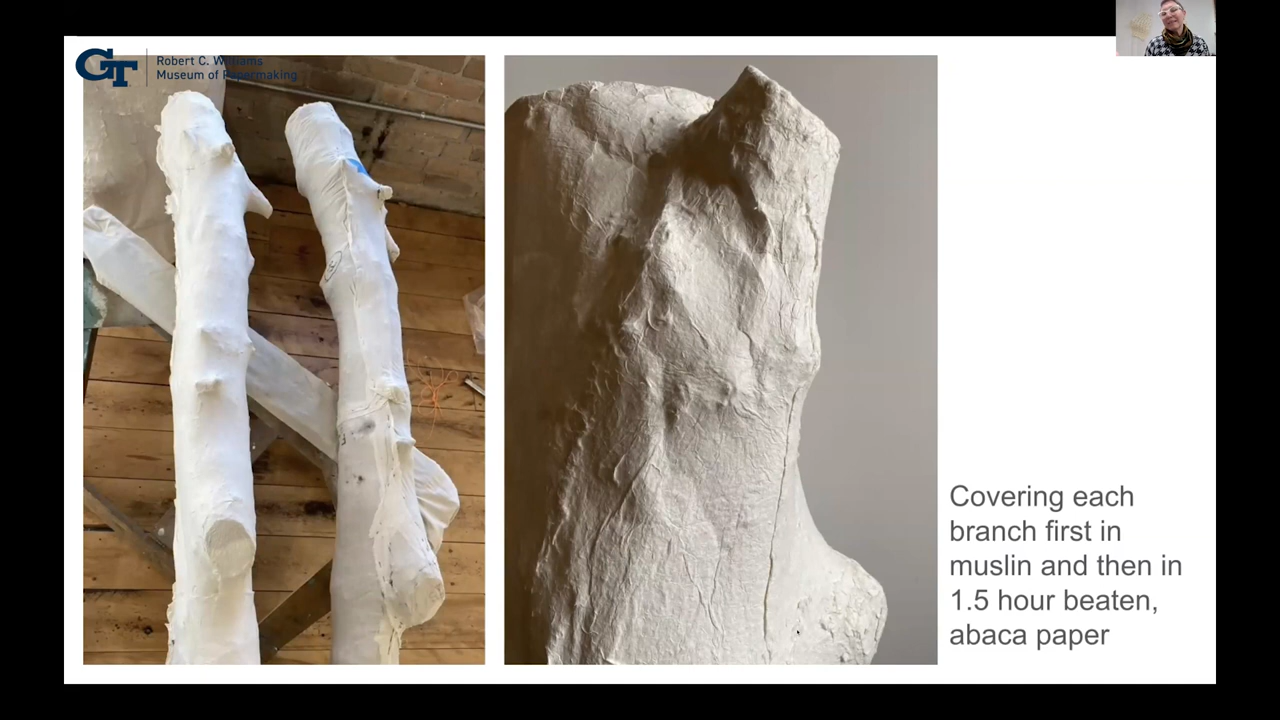 GT
Robert C. Williams
Museum of Papermaking
Covering each
branch first in
muslin and then in
1.5 hour beaten,
abaca paper